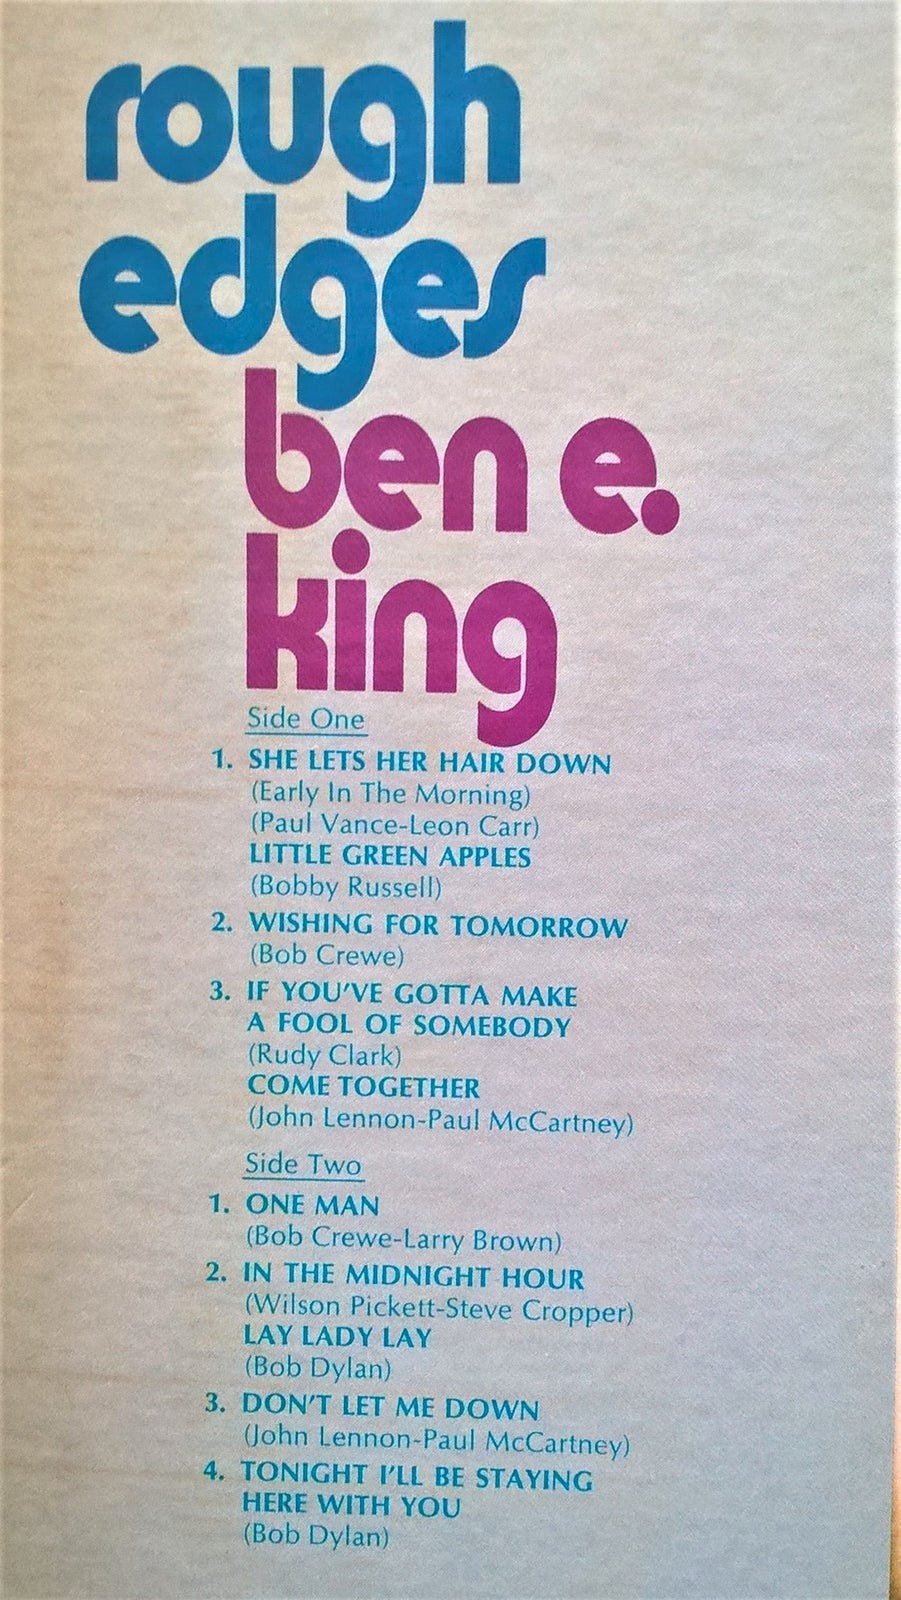 rough
edges
ben e.
king
Side One
1. SHE LETS HER HAIR DOWN
(Early In The Morning)
(Paul Vance-Leon Carr)
LITTLE GREEN APPLES
(Bobby Russell)
2. WISHING FOR TOMORROW
(Bob Crewe)
3. IF YOU'VE GOTTA MAKE
A FOOL OF SOMEBODY
(Rudy Clark)
COME TOGETHER
(John Lennon-Paul McCartney)
Side Two
1. ONE MAN
(Bob Crewe-Larry Brown)
2. IN THE MIDNIGHT HOUR
(Wilson Pickett-Steve Cropper)
LAY LADY LAY
(Bob Dylan)
3. DON'T LET ME DOWN
(John Lennon-Paul McCartney)
4. TONIGHT I'LL BE STAYING
HERE WITH YOU
(Bob Dylan)